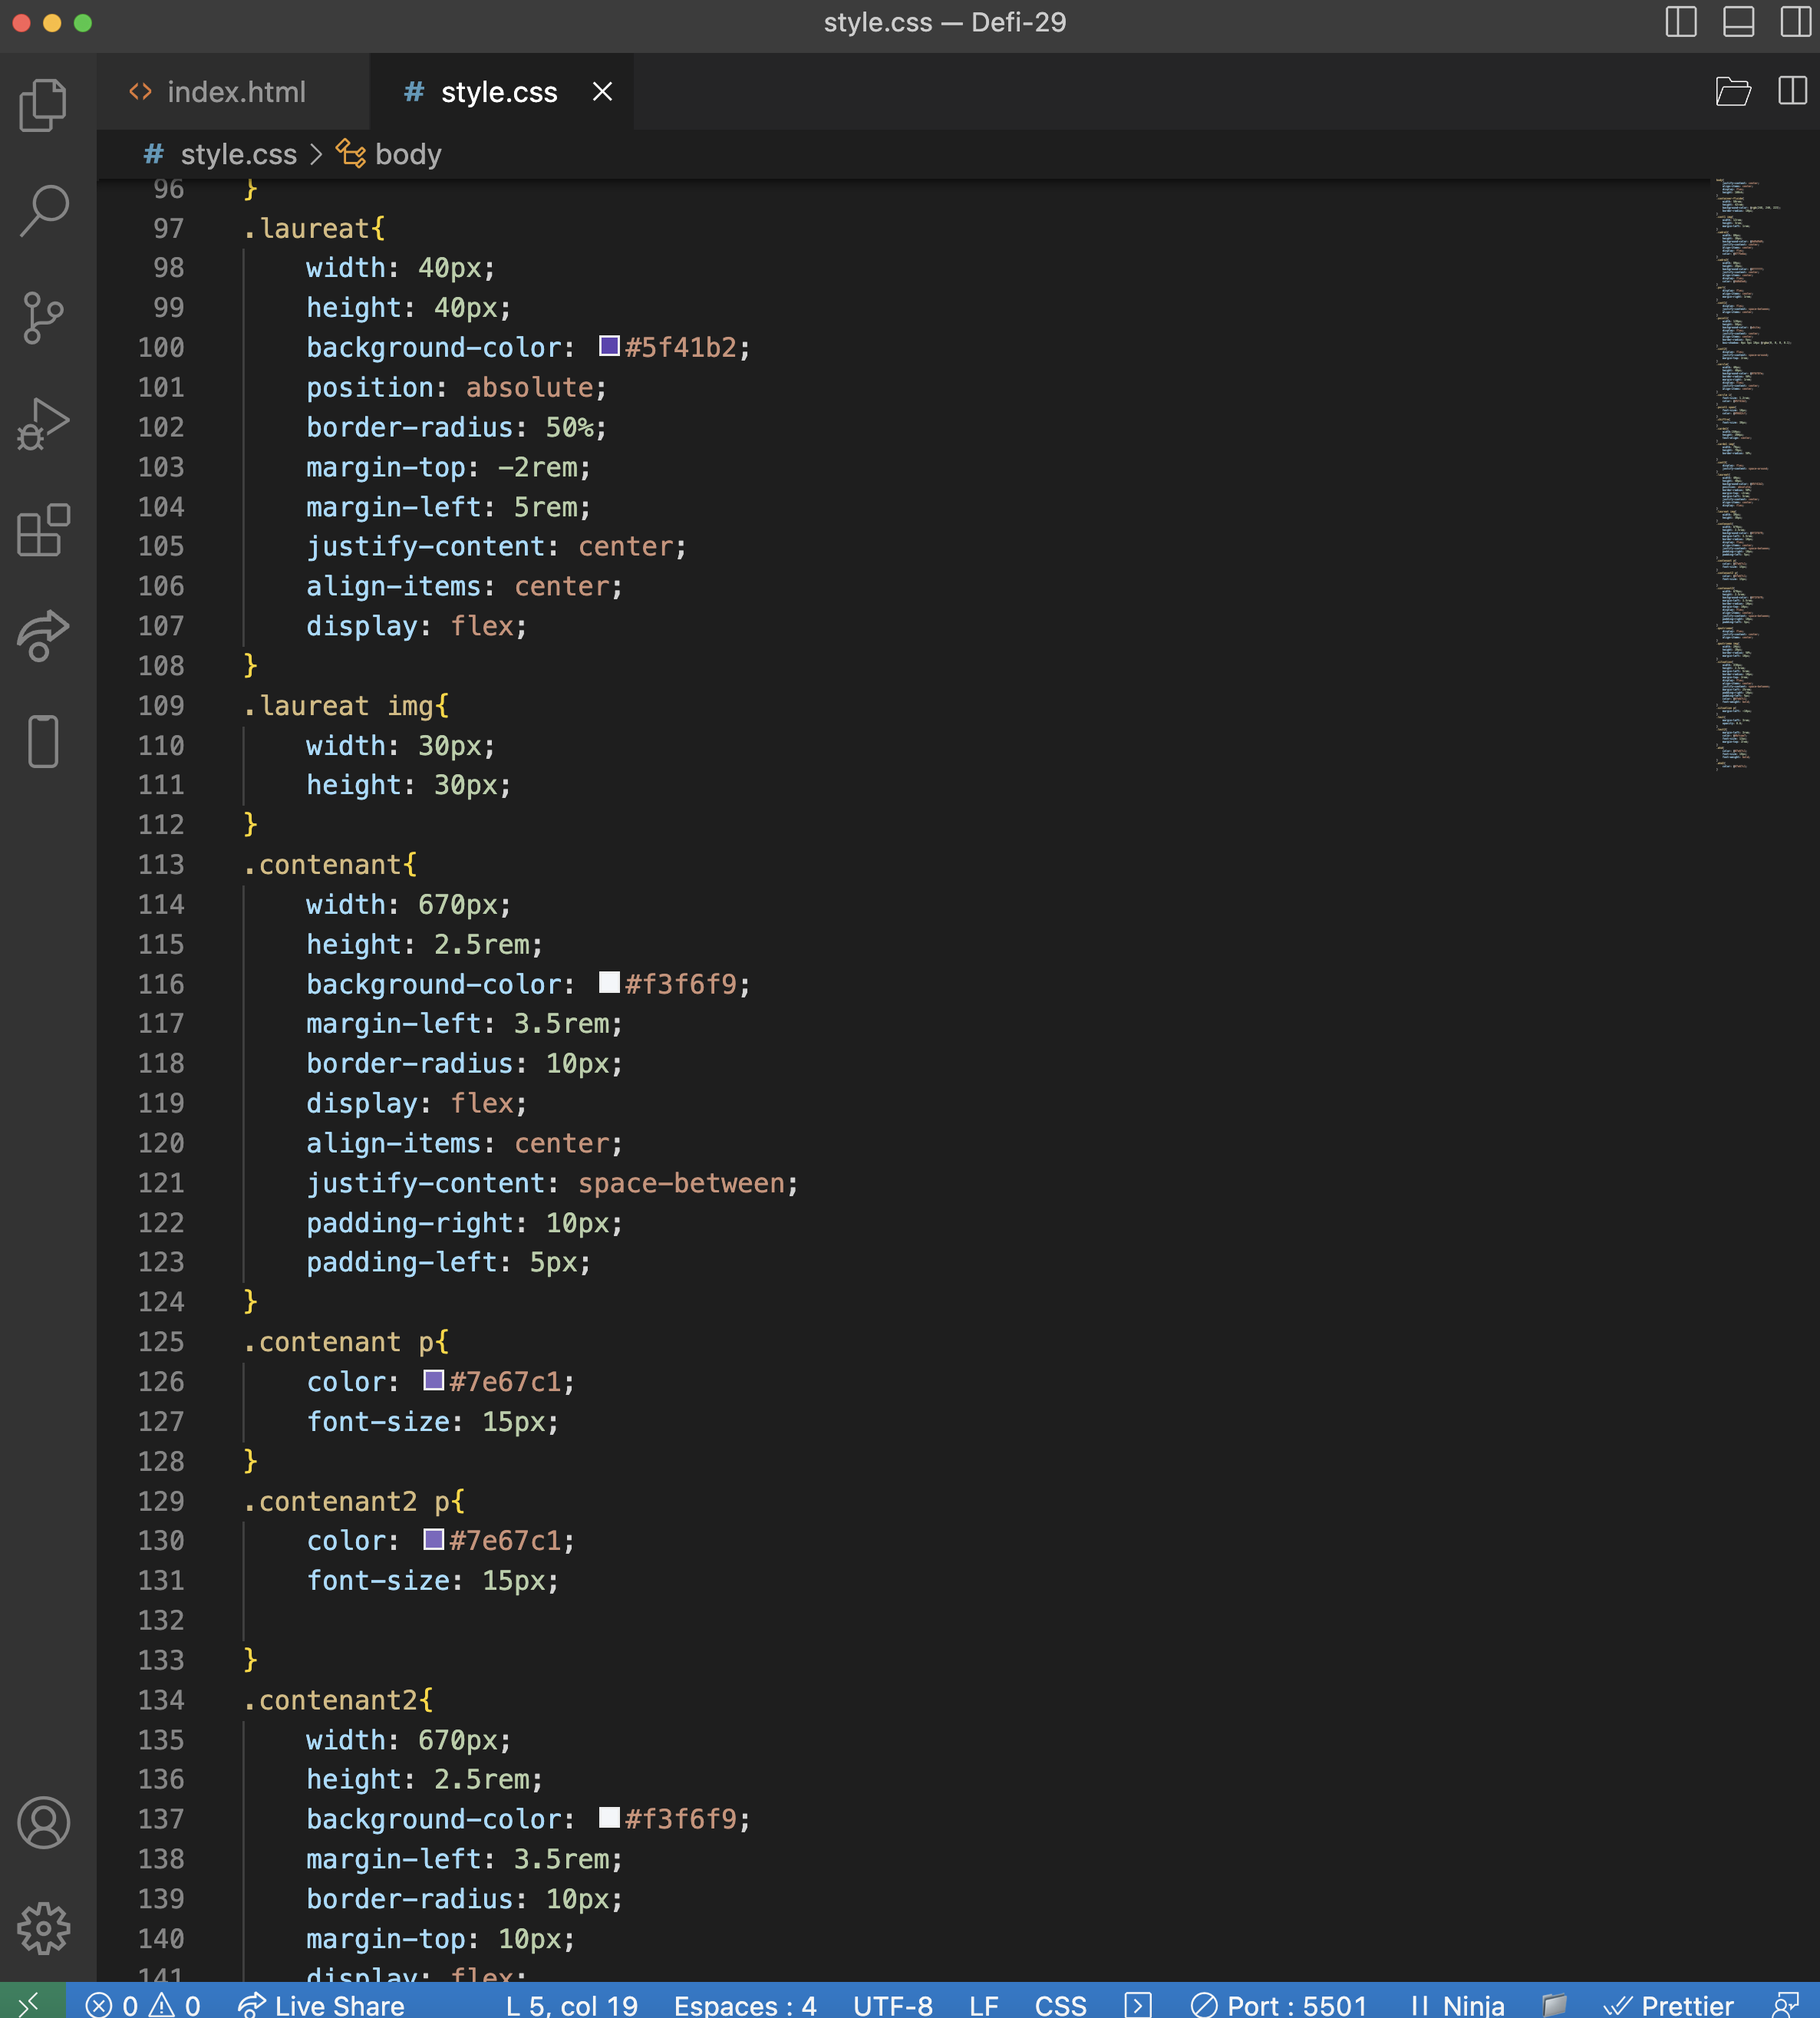 style.css — Defi-29
index.html
# style.css
# style.css > body
96 }
97 .laureat{
98 width: 40px;
99 height: 40px;
100 background-color: #5f41b2;
101 position: absolute;
102 border-radius: 50%;
103 margin-top: -2rem;
104 margin-left: 5rem;
105 justify-content: center;
106 align-items: center;
107 display: flex;
108 }
109 .laureat img{
110 width: 30px;
111 height: 30px;
112 }
113 .contenant{
114 width: 670px;
115 height: 2.5rem;
116 background-color: #f3f6f9;
117 margin-left: 3.5rem;
118 border-radius: 10px;
119 display: flex;
120 align-items: center;
121 justify-content: space-between;
122 padding-right: 10px;
123 padding-left: 5px;
124 }
125 .contenant p{
126 color: #7e67c1;
127 font-size: 15px;
128 }
129 .contenant2 p{
130 color: #7e67c1;
131 font-size: 15px;
132
133 }
134 .contenant2{
135 width: 670px;
136 height: 2.5rem;
137 background-color: #f3f6f9;
138 margin-left: 3.5rem;
139 border-radius: 10px;
140 margin-top: 10px;
141 display: flex;
0 0 Live Share L 5, col 19 Espaces : 4 UTF-8 LF CSS Port : 5501 Ninja Prettier